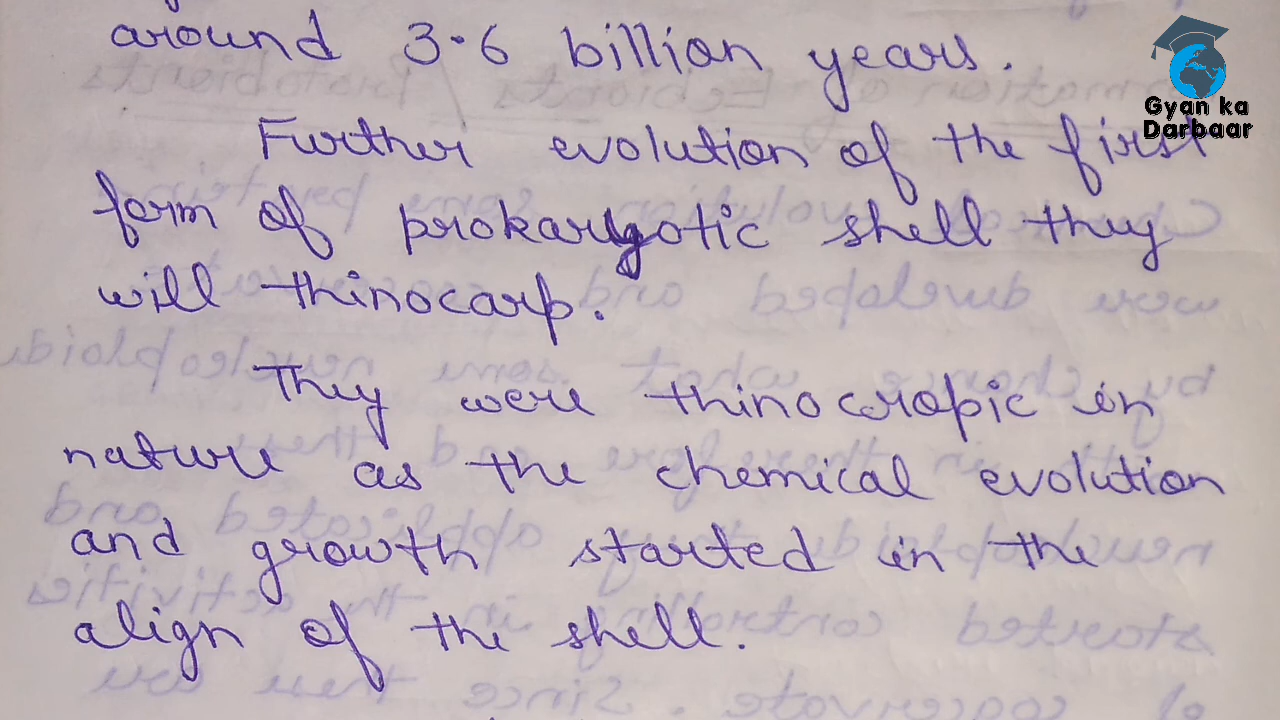 around 3.6 billion years.
Gyan ka
Darbaar
Further evolution of the first
form of prokaryotic shell they
will thinocarp.
They were thinocropic in
nature as the chemical evolution
and growth started in the
align of the shell.